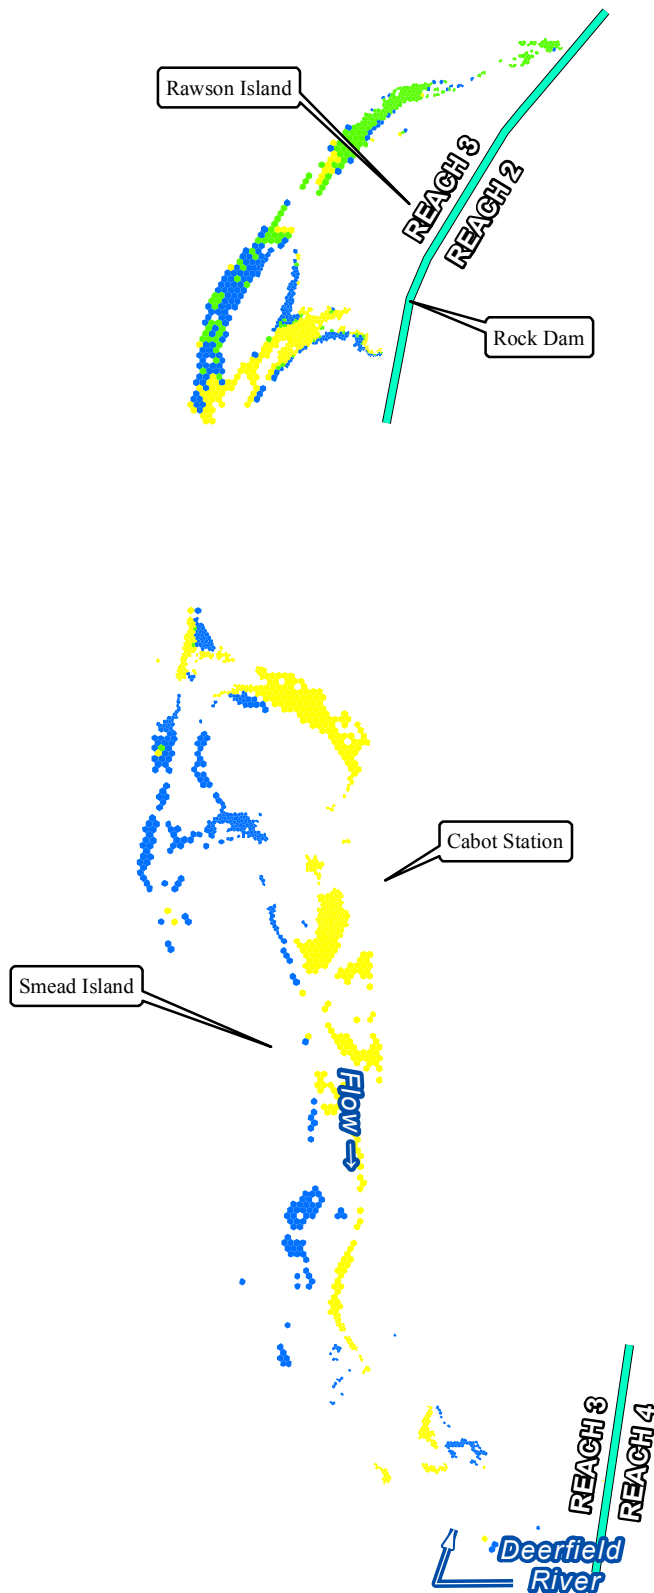 Rawson Island
REACH 3
REACH 2
Rock Dam
Cabot Station
Smead Island
Flow →
REACH 3
REACH 4
Deerfield
River